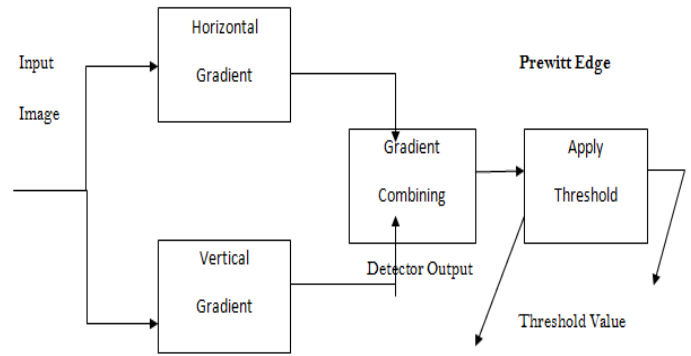 Input
Image
Horizontal
Gradient
Prewitt Edge
Gradient
Combining
Apply
Threshold
Vertical
Gradient
Detector Output
Threshold Value